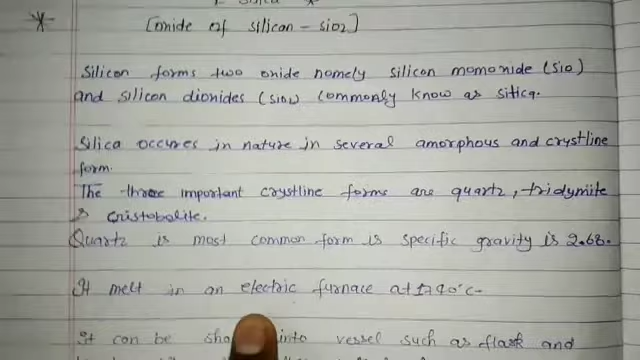 Silica *
*
[oxide of silicon - SiO2]
Silicon forms two oxide namely silicon monoxide (SiO)
and silicon dioxides (SiO2) commonly know as sitica.
Silica occures in nature in several amorphous and crystline
form.
The three important crystline forms are quartz, tridymite
& cristobalite.
Quartz is most common form is specific gravity is 2.68.
It melt in an electric furnace at 1790°C-
It can be into vessel such as flask and